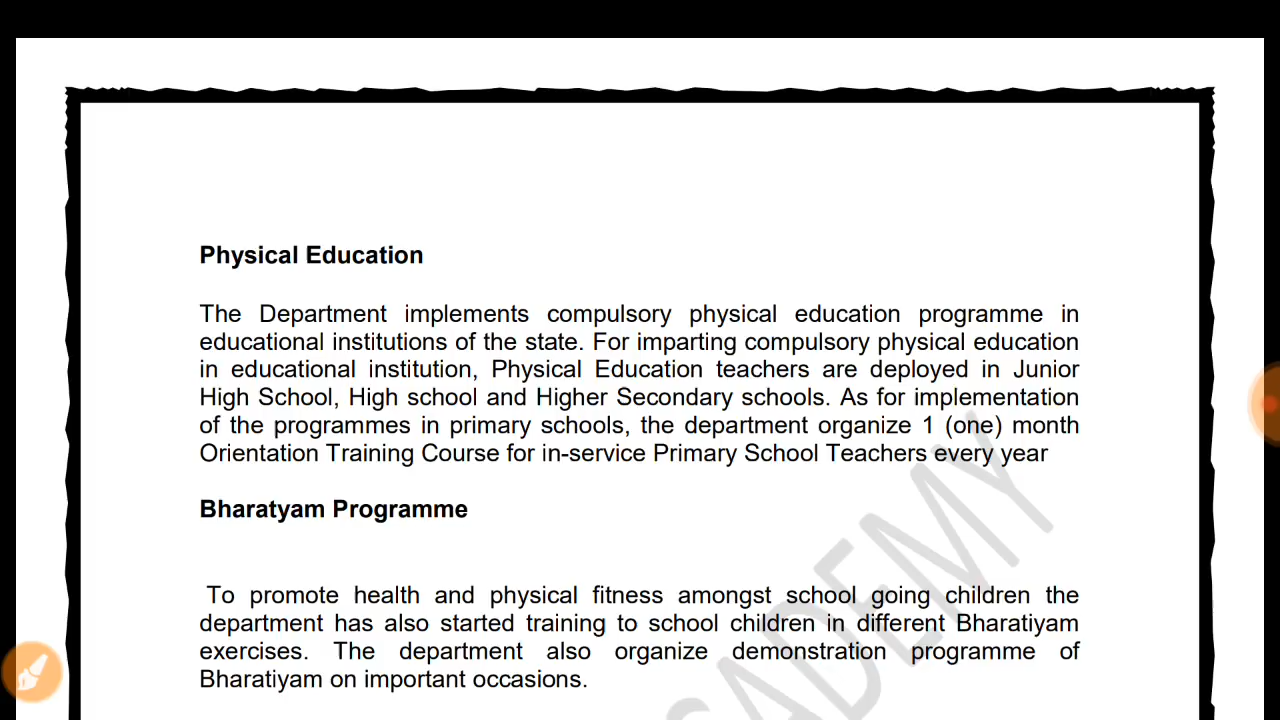 Physical Education
The Department implements compulsory physical education programme in
educational institutions of the state. For imparting compulsory physical education
in educational institution, Physical Education teachers are deployed in Junior
High School, High school and Higher Secondary schools. As for implementation
of the programmes in primary schools, the department organize 1 (one) month
Orientation Training Course for in-service Primary School Teachers every year
Bharatyam Programme
To promote health and physical fitness amongst school going children the
department has also started training to school children in different Bharatiyam
exercises. The department also organize demonstration programme of
Bharatiyam on important occasions.
ACADEMY